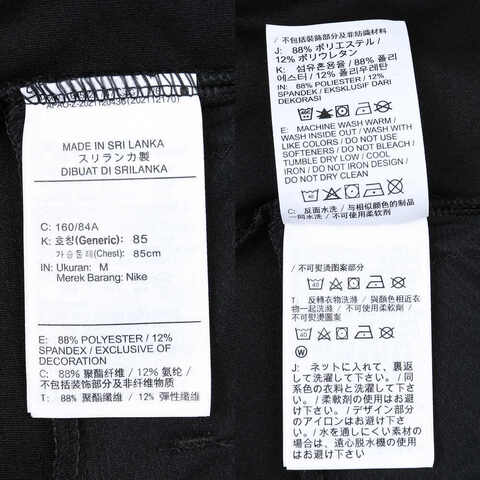 APAO-Z-2021120436(202112170)
MADE IN SRI LANKA
スリランカ製
DIBUAT DI SRILANKA
C: 160/84A
K: 호칭(Generic): 85
가슴둘레(Chest): 85cm
IN: Ukuran: M
Merek Barang: Nike
E: 88% POLYESTER / 12%
SPANDEX / EXCLUSIVE OF
DECORATION
C: 88% 聚酯纤维 / 12% 氨纶 /
不包括装饰部分及非纺织物质
T: 88% 聚酯纖維 / 12% 彈性纖維
/ 不包括裝飾部分及非紡織材料
J: 88% ポリエステル /
12% ポリウレタン
K: 섬유혼용율 / 88% 폴리
에스터 / 12% 폴리우레탄
IN: 88% POLYESTER / 12%
SPANDEX / EKSKLUSIF DARI
DEKORASI
E: MACHINE WASH WARM /
WASH INSIDE OUT / WASH WITH
LIKE COLORS / DO NOT USE
SOFTENERS / DO NOT BLEACH /
TUMBLE DRY LOW / COOL
IRON / DO NOT IRON DESIGN /
DO NOT DRY CLEAN
C: 反面水洗 / 与相似颜色的制品
一同水洗 / 不可使用柔软剂
/ 不可熨烫图案部分
40
T: 反轉衣物洗滌 / 與顏色相近衣
物一起洗滌 / 不可使用柔軟劑 /
不可熨燙圖案
40
W
J: ネットに入れて、裏返
して洗濯して下さい。/ 同
系色の衣料と洗濯して下さ
い。/ 柔軟剤の使用はお
避け下さい。/ デザイン部分
のアイロンはお避け下さ
い。/ 水を通しにくい素材の
場合は、遠心脱水機の使用
はお避け下さい。